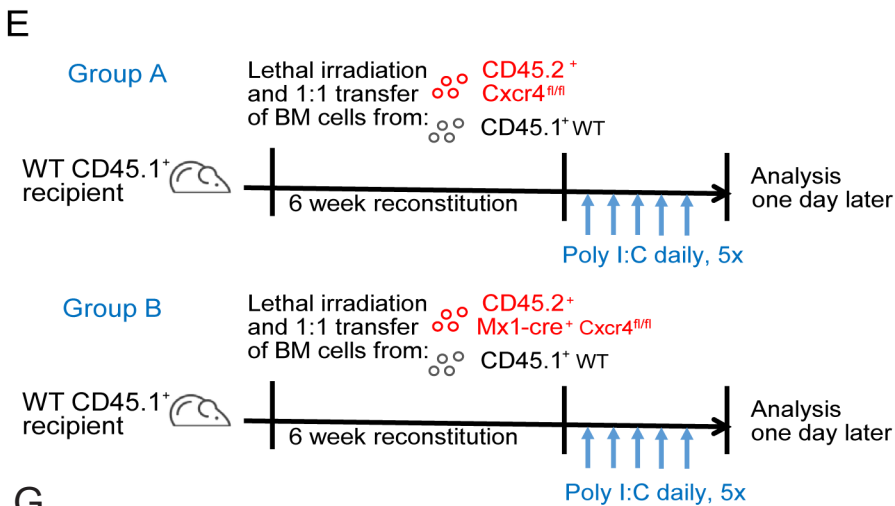 E
Group A
Lethal irradiation
and 1:1 transfer
of BM cells from:
CD45.2 +
Cxcr4fl/fl
CD45.1+ WT
WT CD45.1+
recipient
6 week reconstitution
Poly I:C daily, 5x
Analysis
one day later
Group B
Lethal irradiation
and 1:1 transfer
of BM cells from:
CD45.2+
Mx1-cre+ Cxcr4fl/fl
CD45.1+ WT
WT CD45.1+
recipient
6 week reconstitution
Poly I:C daily, 5x
Analysis
one day later
G